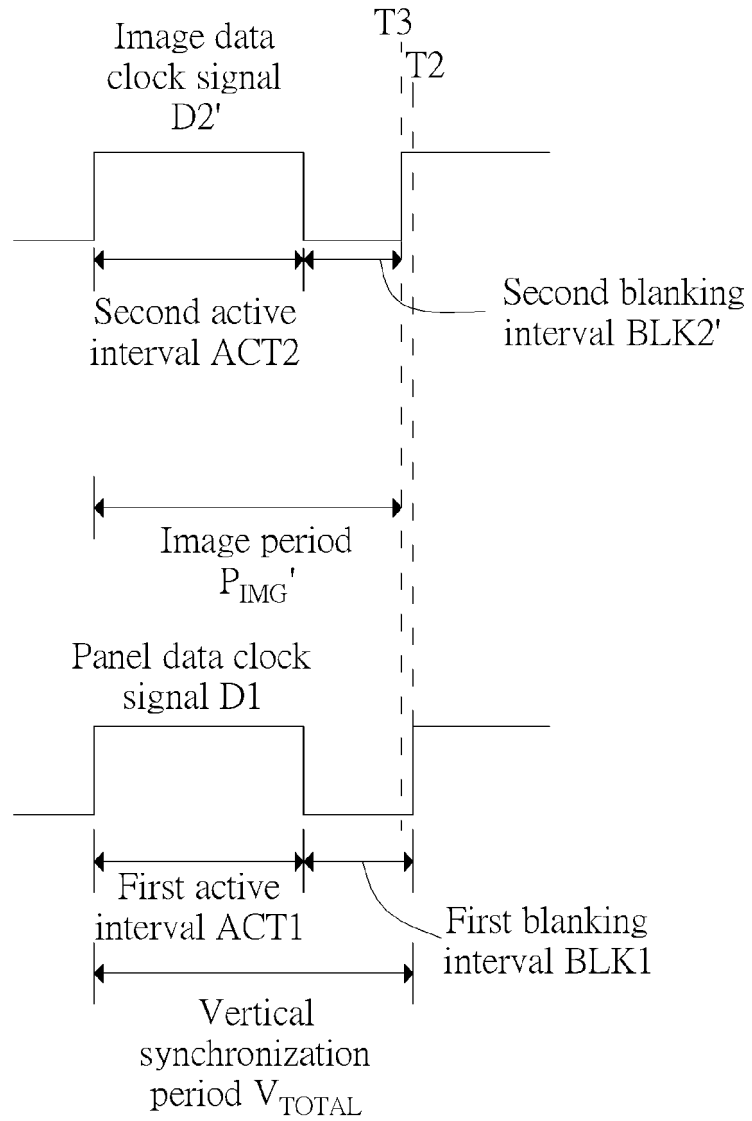 T3
T2
Image data
clock signal
D2'
Second active
interval ACT2
Second blanking
interval BLK2'
Image period
P_IMG'
Panel data clock
signal D1
First active
interval ACT1
First blanking
interval BLK1
Vertical
synchronization
period V_TOTAL